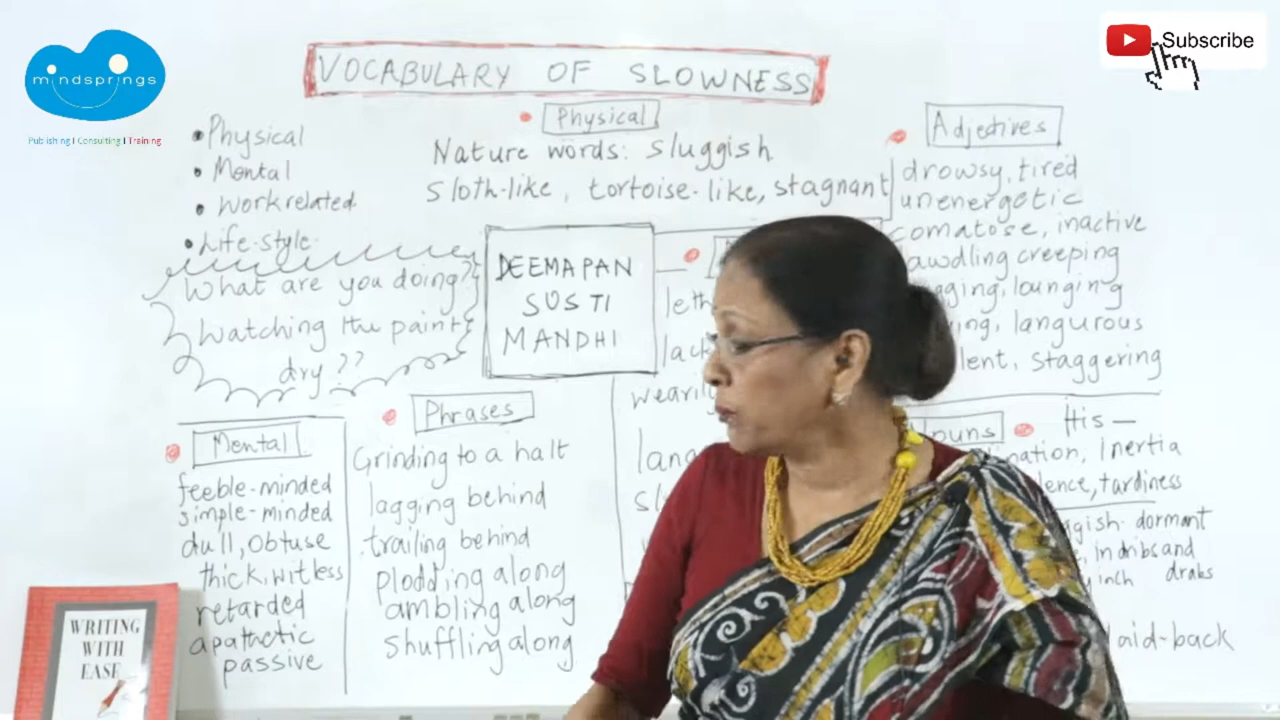 mindsprings
Publishing | Consulting | Training
Subscribe
VOCABULARY OF SLOWNESS
• Physical
• Mental
• Work related
• Life-style
Physical
Nature words: Sluggish
Sloth-like, tortoise-like, stagnant
Adjectives
drowsy, tired
unenergetic
comatose, inactive
creeping
lounging
langurous
Staggering
What are you doing?
Watching the paint
dry??
DEEMAPAN
SUSTI
MANDHI
Mental
feeble-minded
simple-minded
dull, obtuse
thick, witless
retarded
apathetic
passive
Phrases
Grinding to a halt
lagging behind
trailing behind
plodding along
ambling along
shuffling along
His —
inertia
tardiness
dormant
in dribs and
inch drabs
laid-back
WRITING
WITH
EASE